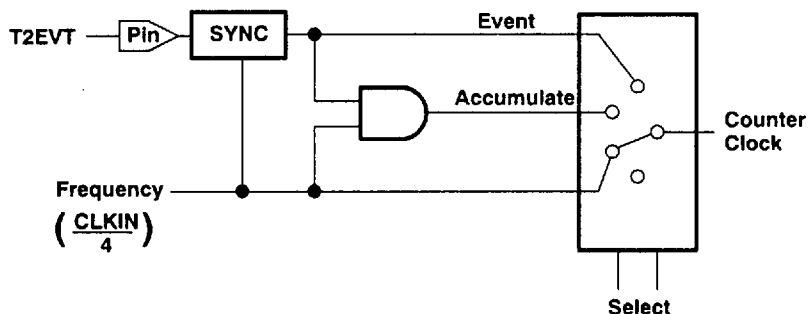 T2EVT
Pin
SYNC
Event
Accumulate
Counter
Clock
Frequency
(CLKIN
4)
Select